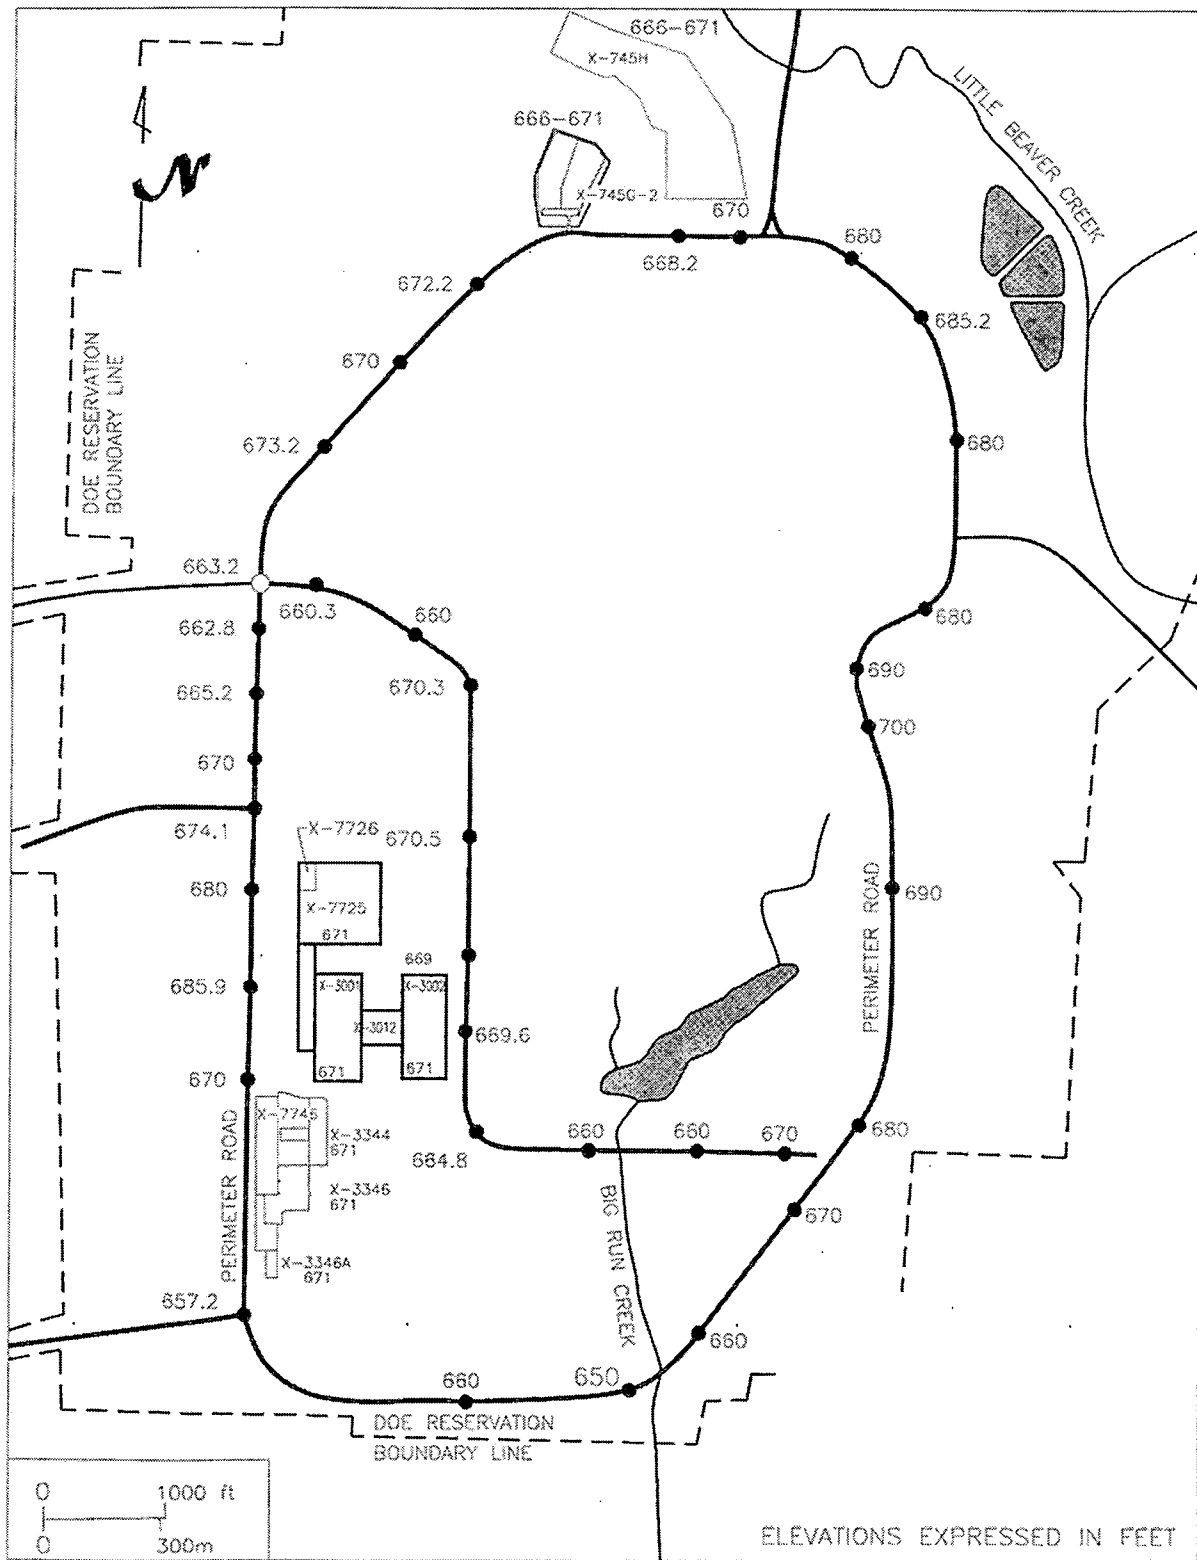 666-671
X-745H
666-671
X-745G-2
LITTLE BEAVER CREEK
N
670
668.2
680
672.2
685.2
670
DOE RESERVATION
BOUNDARY LINE
673.2
680
663.2
660.3
660
680
662.8
670.3
690
665.2
700
670
674.1
X-7726
670.5
680
X-7725
671
690
PERIMETER ROAD
669
685.9
X-3001
X-3002
X-3012
669.6
671
671
670
X-7745
X-3344
671
664.8
660
660
670
680
PERIMETER ROAD
X-3346
671
670
BIG RUN CREEK
X-3346A
671
657.2
660
650
660
DOE RESERVATION
BOUNDARY LINE
0 1000 ft
0 300m
ELEVATIONS EXPRESSED IN FEET